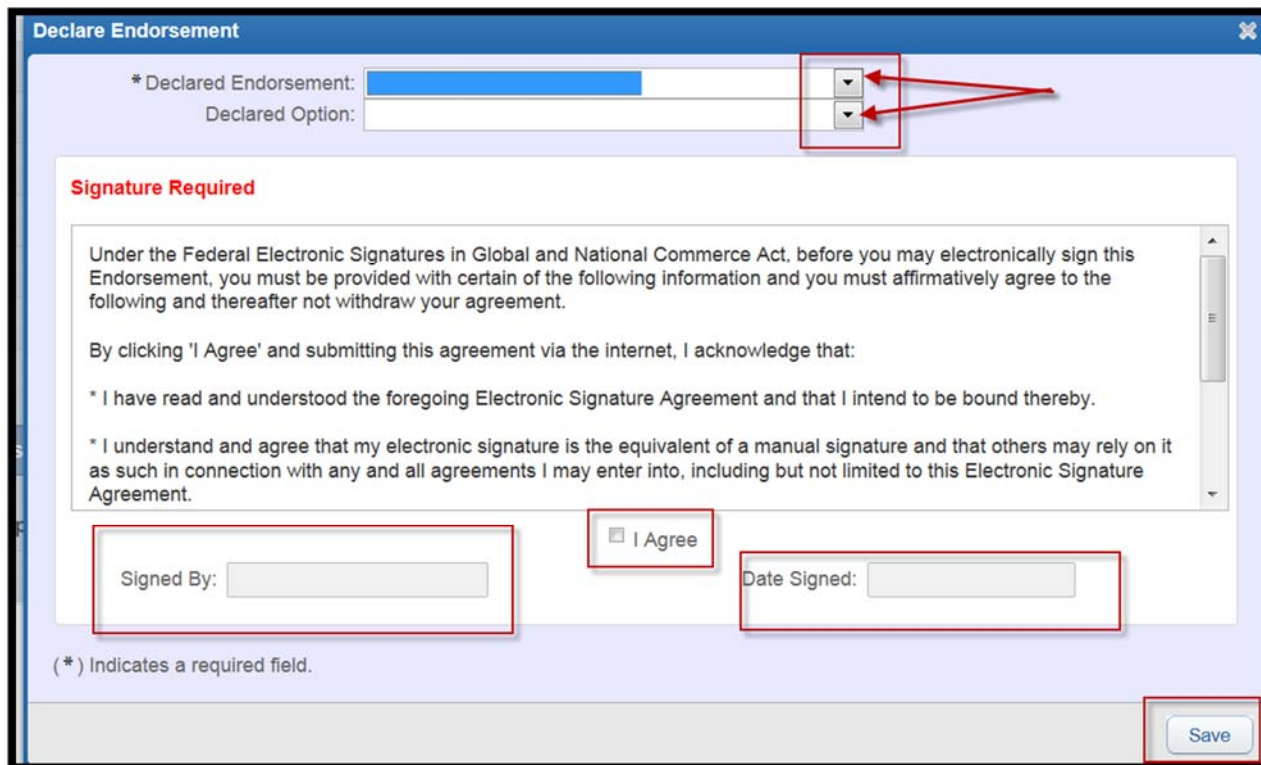 Declare Endorsement
* Declared Endorsement:
Declared Option:
Signature Required
Under the Federal Electronic Signatures in Global and National Commerce Act, before you may electronically sign this
Endorsement, you must be provided with certain of the following information and you must affirmatively agree to the
following and thereafter not withdraw your agreement.
By clicking 'I Agree' and submitting this agreement via the internet, I acknowledge that:
* I have read and understood the foregoing Electronic Signature Agreement and that I intend to be bound thereby.
* I understand and agree that my electronic signature is the equivalent of a manual signature and that others may rely on it
as such in connection with any and all agreements I may enter into, including but not limited to this Electronic Signature
Agreement.
I Agree
Signed By:
Date Signed:
(*) Indicates a required field.
Save